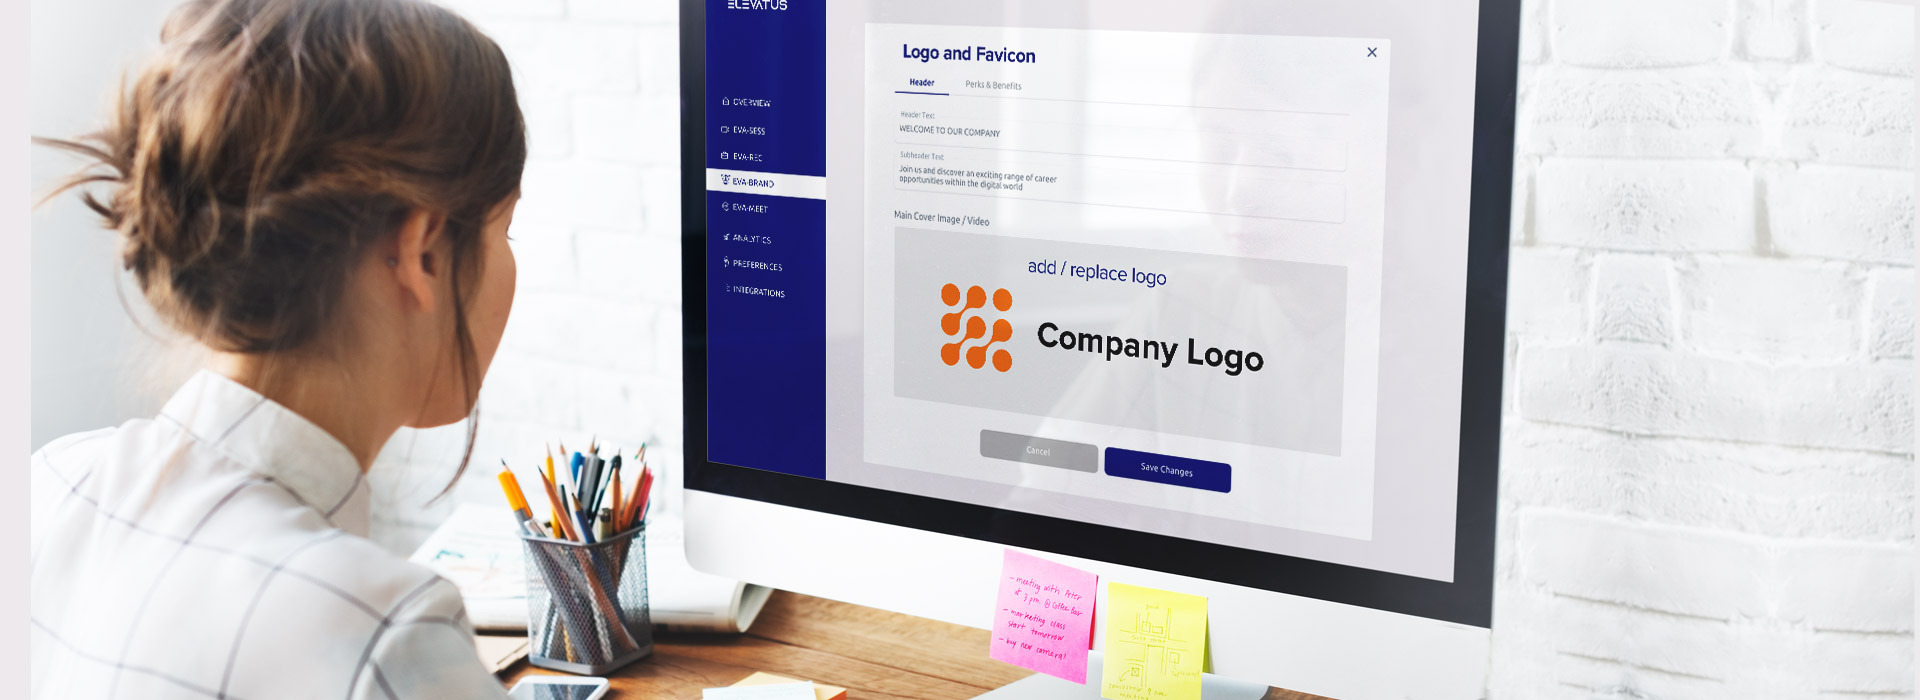 ELEVATUS
OVERVIEW
EVA-SESS
EVA-REC
EVA-BRAND
EVA-MEET
ANALYTICS
PREFERENCES
INTEGRATIONS
Logo and Favicon
Header
Perks & Benefits
Header Text
WELCOME TO OUR COMPANY
Subheader Text
Join us and discover an exciting range of career
opportunities within the digital world
Main Cover Image / Video
add / replace logo
Company Logo
Cancel
Save Changes
- meeting with Peter
at 3 pm. @ Coffee Bar
- marketing class
start tomorrow
- buy new camera!
park